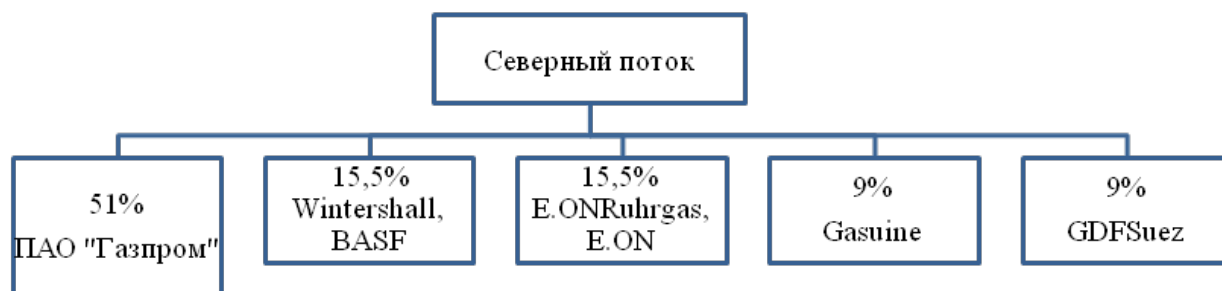 Северный поток
51%
ПАО "Газпром"
15,5%
Wintershall,
BASF
15,5%
E.ONRuhrgas,
E.ON
9%
Gasuine
9%
GDFSuez